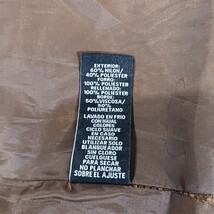 EXTERIOR:
60% NILON/
40% POLIESTER
FORRO:
100% POLIESTER
RELLENADO:
100% POLIESTER
BORDE:
50%VISCOSA/
50%
POLIURETANO
LAVADO EN FRIO
CON IGUAL
COLORES
CICLO SUAVE
EN CASO
NECESARIO
UTILIZAR SOLO
BLANQUEADOR
SIN CLORO
CUELGUESE
PARA SECAR
NO PLANCHAR
SOBRE EL AJUSTE